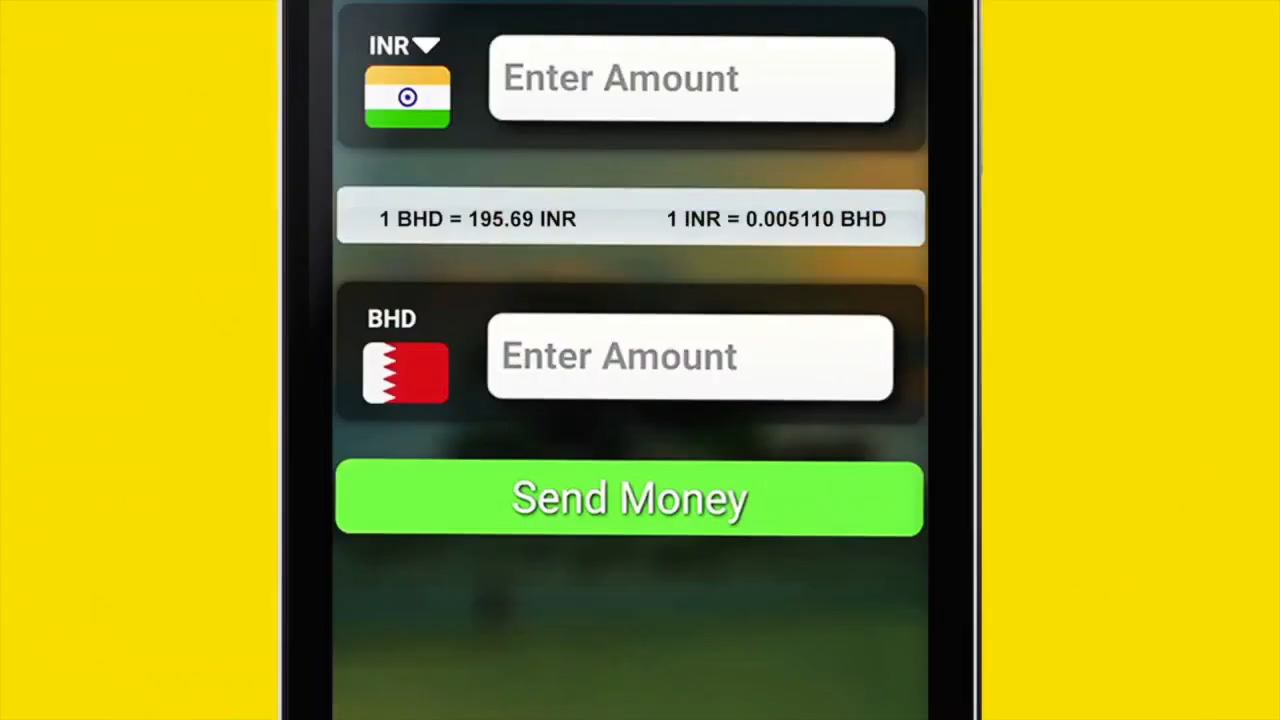 INR
Enter Amount
1 BHD = 195.69 INR 1 INR = 0.005110 BHD
BHD
Enter Amount
Send Money